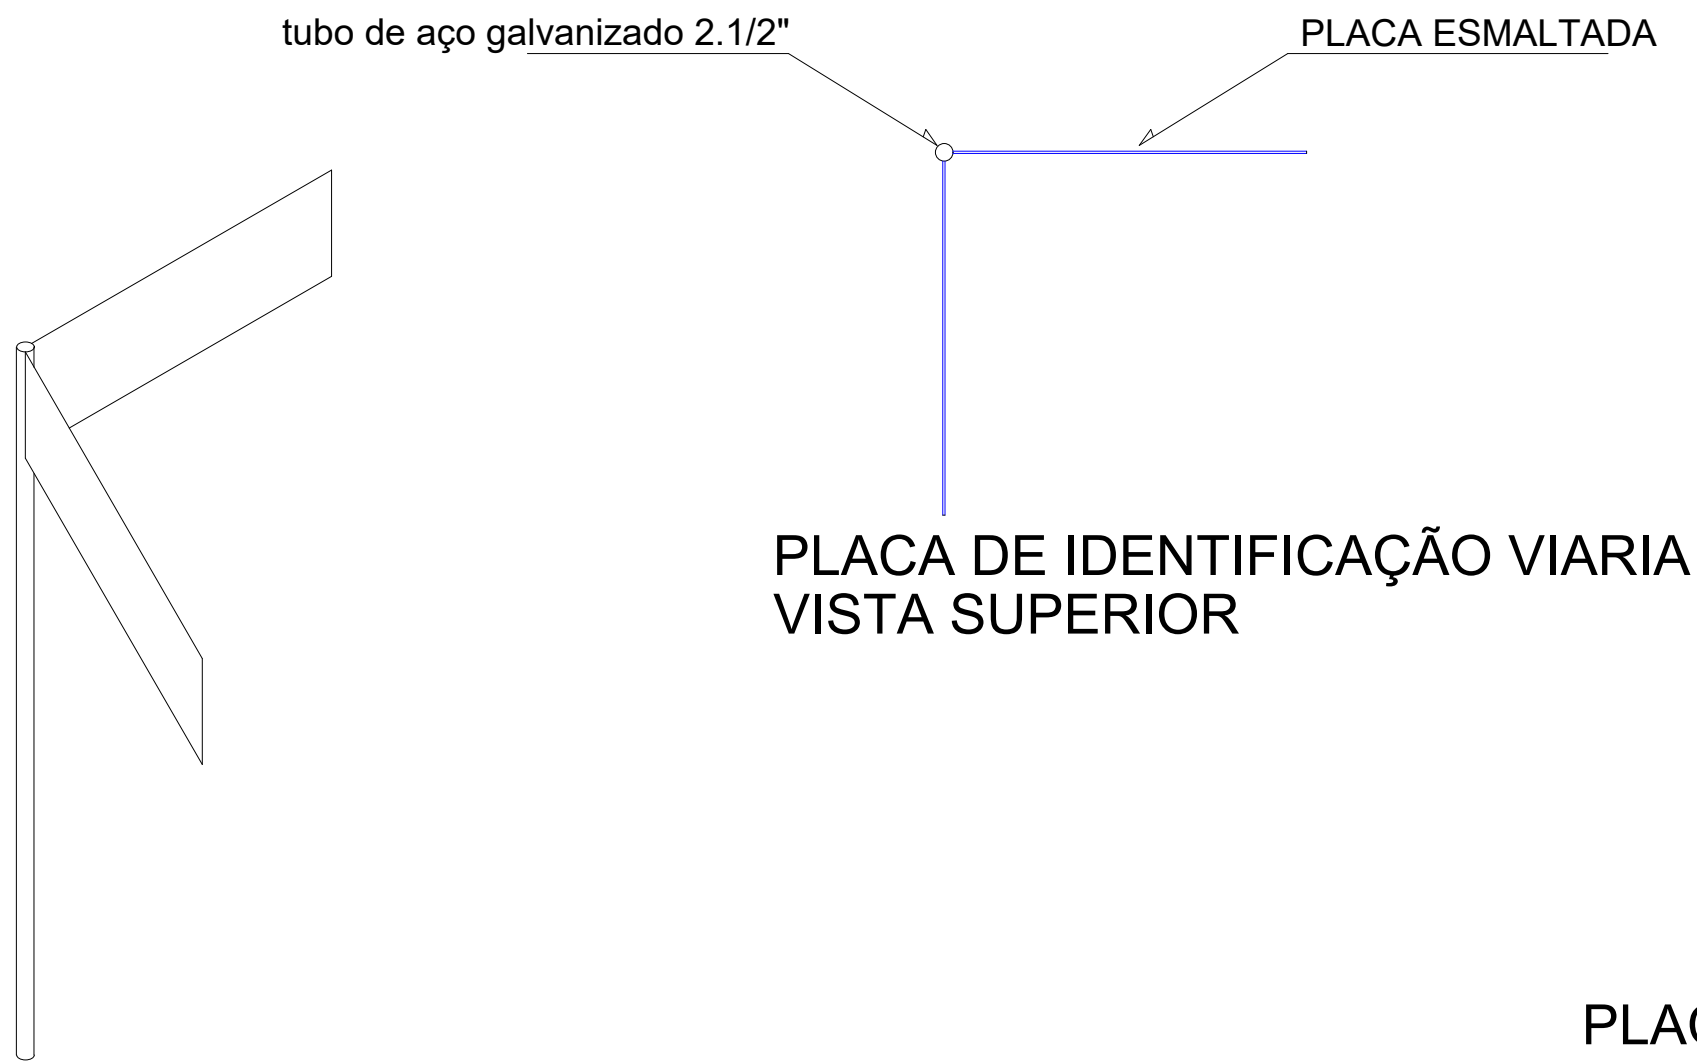 tubo de aço galvanizado 2.1/2"
PLACA ESMALTADA
PLACA DE IDENTIFICAÇÃO VIARIA
VISTA SUPERIOR